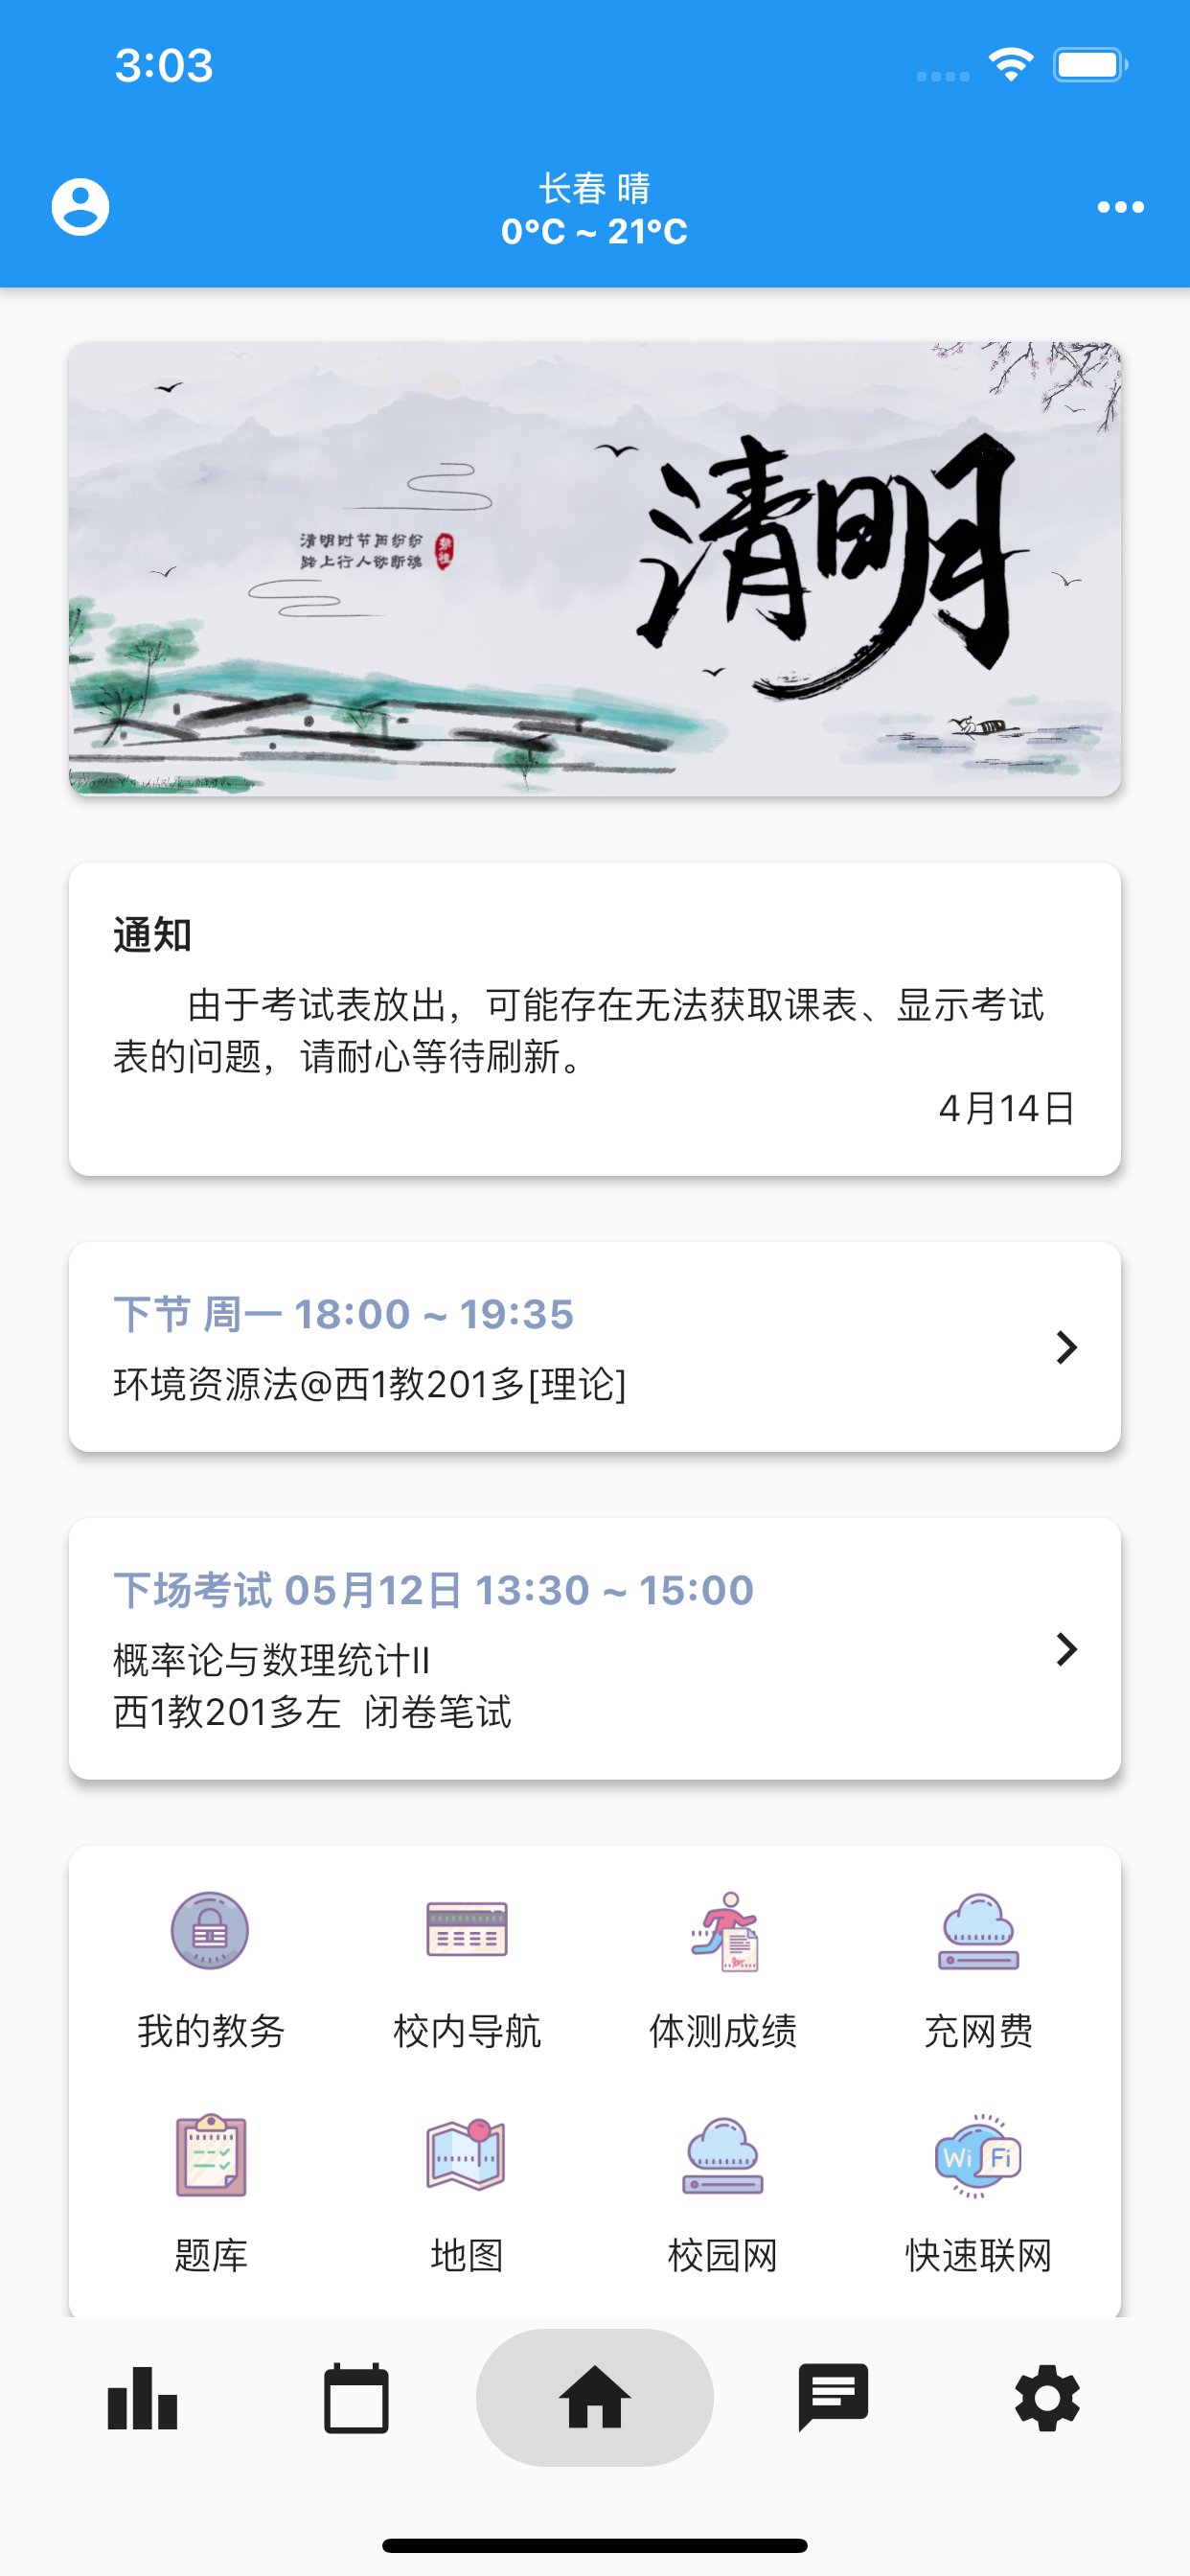 3:03
长春 晴
0°C ~ 21°C
清明
清明时节雨纷纷
路上行人欲断魂
祭祖
通知
由于考试表放出，可能存在无法获取课表、显示考试
表的问题，请耐心等待刷新。
4月14日
下节 周一 18:00 ~ 19:35
环境资源法@西1教201多[理论]
下场考试 05月12日 13:30 ~ 15:00
概率论与数理统计II
西1教201多左 闭卷笔试
我的教务 校内导航 体测成绩 充网费
Wi Fi
题库 地图 校园网 快速联网